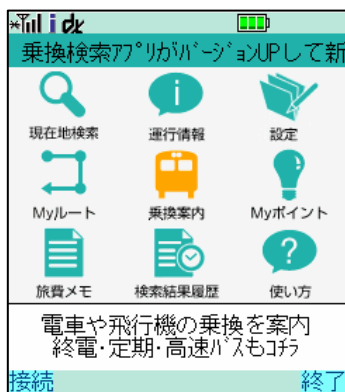 乗換検索ｱﾌﾟﾘがﾊﾞｰｼﾞｮﾝUPして新
現在地検索 運行情報 設定
Myルート 乗換案内 Myポイント
旅費メモ 検索結果履歴 使い方
電車や飛行機の乗換を案内
終電･定期･高速ﾊﾞｽもｺﾁﾗ
接続 終了